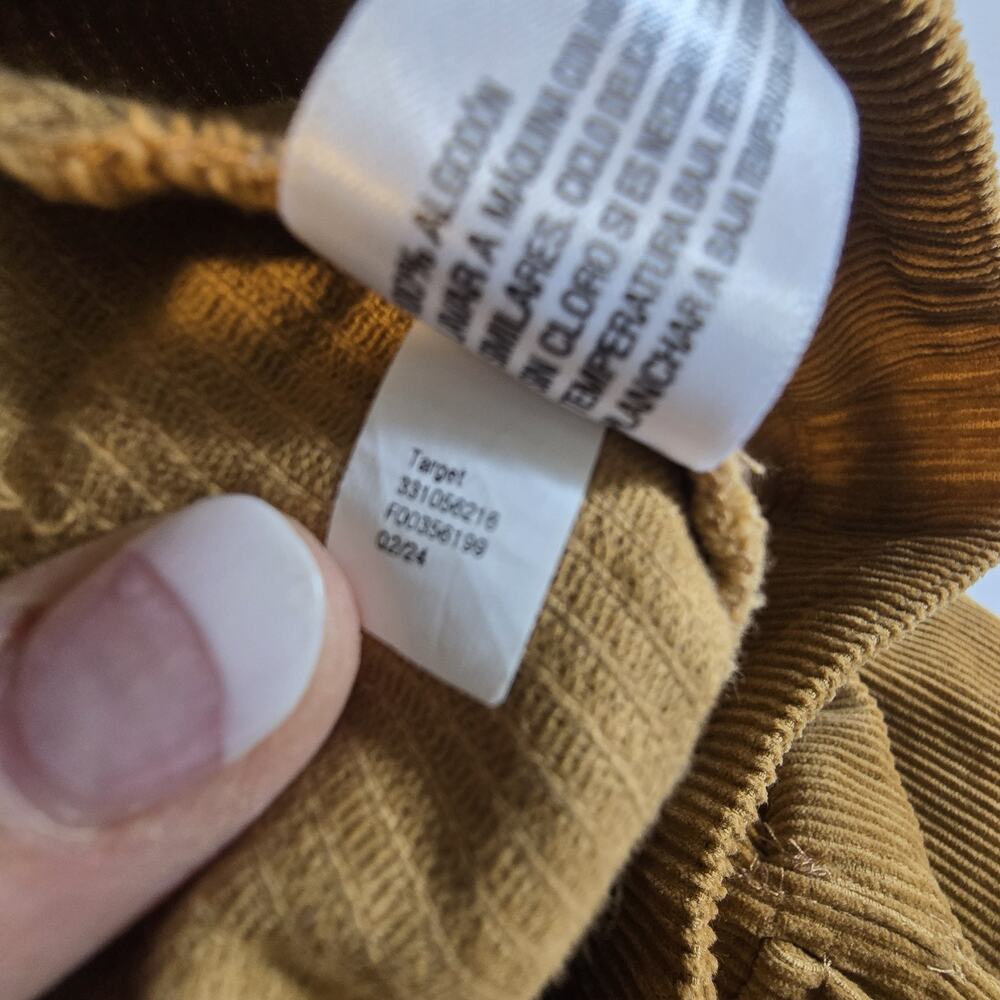 100% ALGODÓN
LAVAR A MÁQUINA CON
SIMILARES. CICLO DELICADO
SIN CLORO SI ES NECESARIO
TEMPERATURA BAJA.
PLANCHAR A BAJA TEMPERATURA
Target
331056216
F00356199
Q2/24